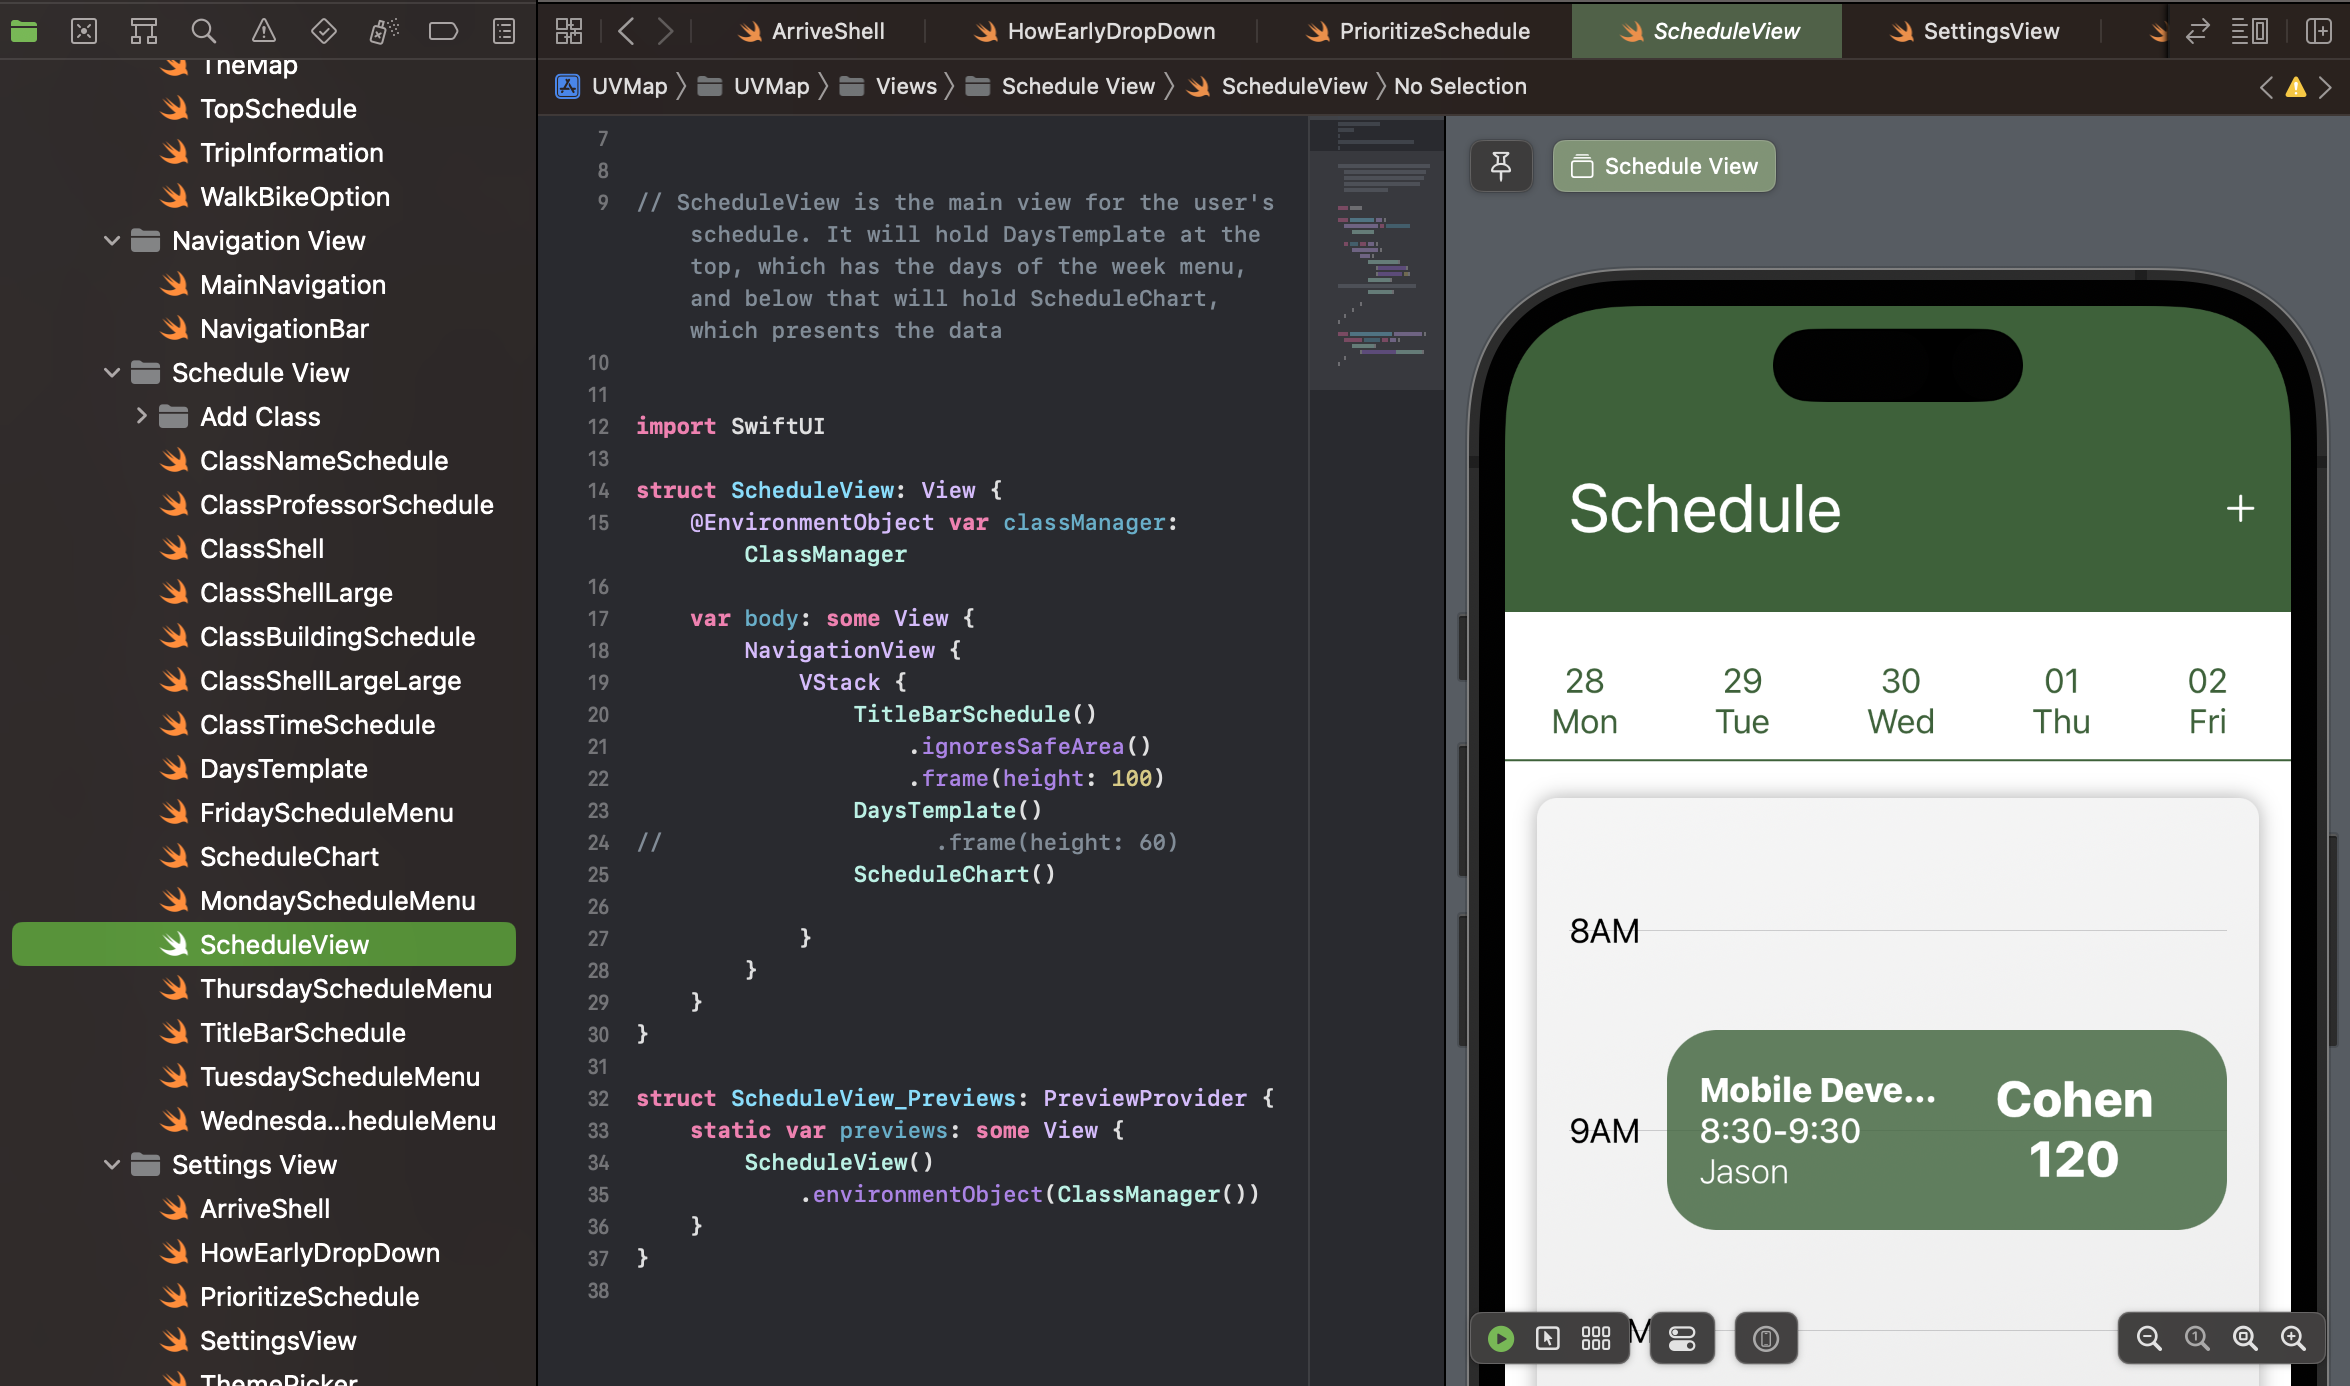 TheMap
TopSchedule
TripInformation
WalkBikeOption
Navigation View
MainNavigation
NavigationBar
Schedule View
Add Class
ClassNameSchedule
ClassProfessorSchedule
ClassShell
ClassShellLarge
ClassBuildingSchedule
ClassShellLargeLarge
ClassTimeSchedule
DaysTemplate
FridayScheduleMenu
ScheduleChart
MondayScheduleMenu
ScheduleView
ThursdayScheduleMenu
TitleBarSchedule
TuesdayScheduleMenu
Wednesda...heduleMenu
Settings View
ArriveShell
HowEarlyDropDown
PrioritizeSchedule
SettingsView
ThemePicker
ArriveShell
HowEarlyDropDown
PrioritizeSchedule
ScheduleView
SettingsView
UVMap
UVMap
Views
Schedule View
ScheduleView
No Selection
7
8
9 // ScheduleView is the main view for the user's
schedule. It will hold DaysTemplate at the
top, which has the days of the week menu,
and below that will hold ScheduleChart,
which presents the data
10
11
12 import SwiftUI
13
14 struct ScheduleView: View {
15 @EnvironmentObject var classManager:
ClassManager
16
17 var body: some View {
18 NavigationView {
19 VStack {
20 TitleBarSchedule()
21 .ignoresSafeArea()
22 .frame(height: 100)
23 DaysTemplate()
24 // .frame(height: 60)
25 ScheduleChart()
26
27 }
28 }
29 }
30 }
31
32 struct ScheduleView_Previews: PreviewProvider {
33 static var previews: some View {
34 ScheduleView()
35 .environmentObject(ClassManager())
36 }
37 }
38
Schedule View
Schedule +
28 29 30 01 02
Mon Tue Wed Thu Fri
8AM
9AM
Mobile Deve...
8:30-9:30
Jason
Cohen
120